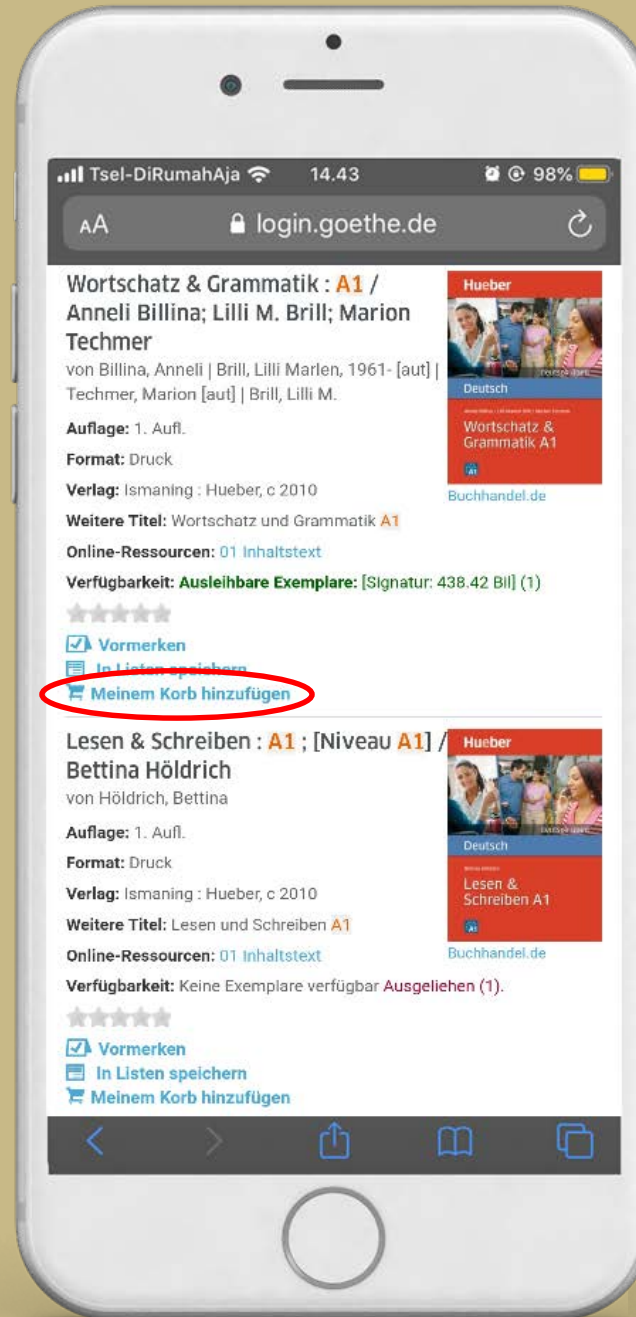 Tsel-DiRumahAja 14.43 98%
AA login.goethe.de
Wortschatz & Grammatik : A1 /
Anneli Billina; Lilli M. Brill; Marion
Techmer
von Billina, Anneli | Brill, Lilli Marlen, 1961- [aut] |
Techmer, Marion [aut] | Brill, Lilli M.
Auflage: 1. Aufl.
Format: Druck
Verlag: Ismaning : Hueber, c 2010
Weitere Titel: Wortschatz und Grammatik A1
Online-Ressourcen: 01 Inhaltstext
Verfügbarkeit: Ausleihbare Exemplare: [Signatur: 438.42 Bil] (1)
Hueber
Deutsch
Wortschatz &
Grammatik A1
A1
Buchhandel.de
Vormerken
In Listen speichern
Meinem Korb hinzufügen
Lesen & Schreiben : A1 ; [Niveau A1] /
Bettina Höldrich
von Höldrich, Bettina
Auflage: 1. Aufl.
Format: Druck
Verlag: Ismaning : Hueber, c 2010
Weitere Titel: Lesen und Schreiben A1
Online-Ressourcen: 01 Inhaltstext
Verfügbarkeit: Keine Exemplare verfügbar Ausgeliehen (1).
Hueber
Deutsch
Lesen &
Schreiben A1
A1
Buchhandel.de
Vormerken
In Listen speichern
Meinem Korb hinzufügen